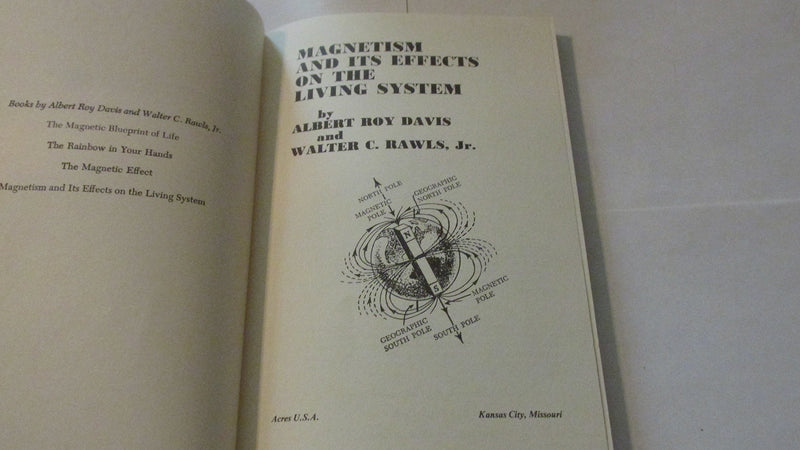 Books by Albert Roy Davis and Walter C. Rawls, Jr.
The Magnetic Blueprint of Life
The Rainbow in Your Hands
The Magnetic Effect
Magnetism and Its Effects on the Living System
MAGNETISM
AND ITS EFFECTS
ON THE
LIVING SYSTEM
by
ALBERT ROY DAVIS
and
WALTER C. RAWLS, Jr.
NORTH POLE
MAGNETIC
POLE
GEOGRAPHIC
NORTH POLE
N
S
MAGNETIC
POLE
GEOGRAPHIC
SOUTH POLE
SOUTH POLE
Acres U.S.A.
Kansas City, Missouri